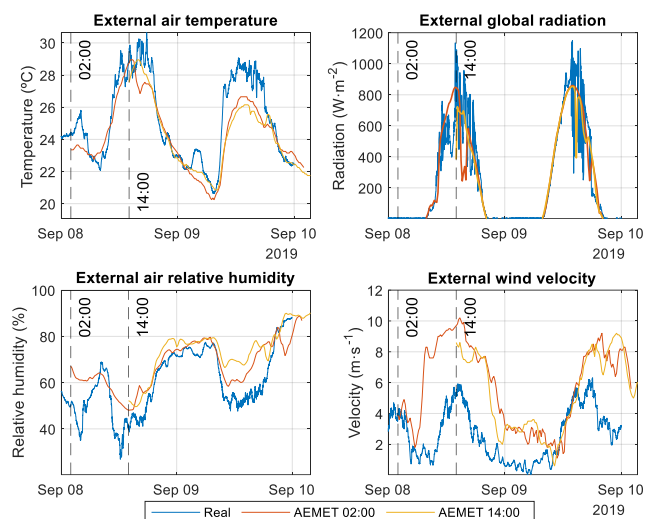 External air temperature
Temperature (ºC)
30
28
26
24
22
20
02:00
14:00
Sep 08
Sep 09
Sep 10
2019
External global radiation
Radiation (W·m⁻²)
1200
1000
800
600
400
200
02:00
14:00
Sep 08
Sep 09
Sep 10
2019
External air relative humidity
Relative humidity (%)
100
80
60
40
02:00
14:00
Sep 08
Sep 09
Sep 10
External wind velocity
Velocity (m·s⁻¹)
12
10
8
6
4
2
02:00
14:00
Sep 08
Sep 09
Sep 10
2019
Real AEMET 02:00 AEMET 14:00